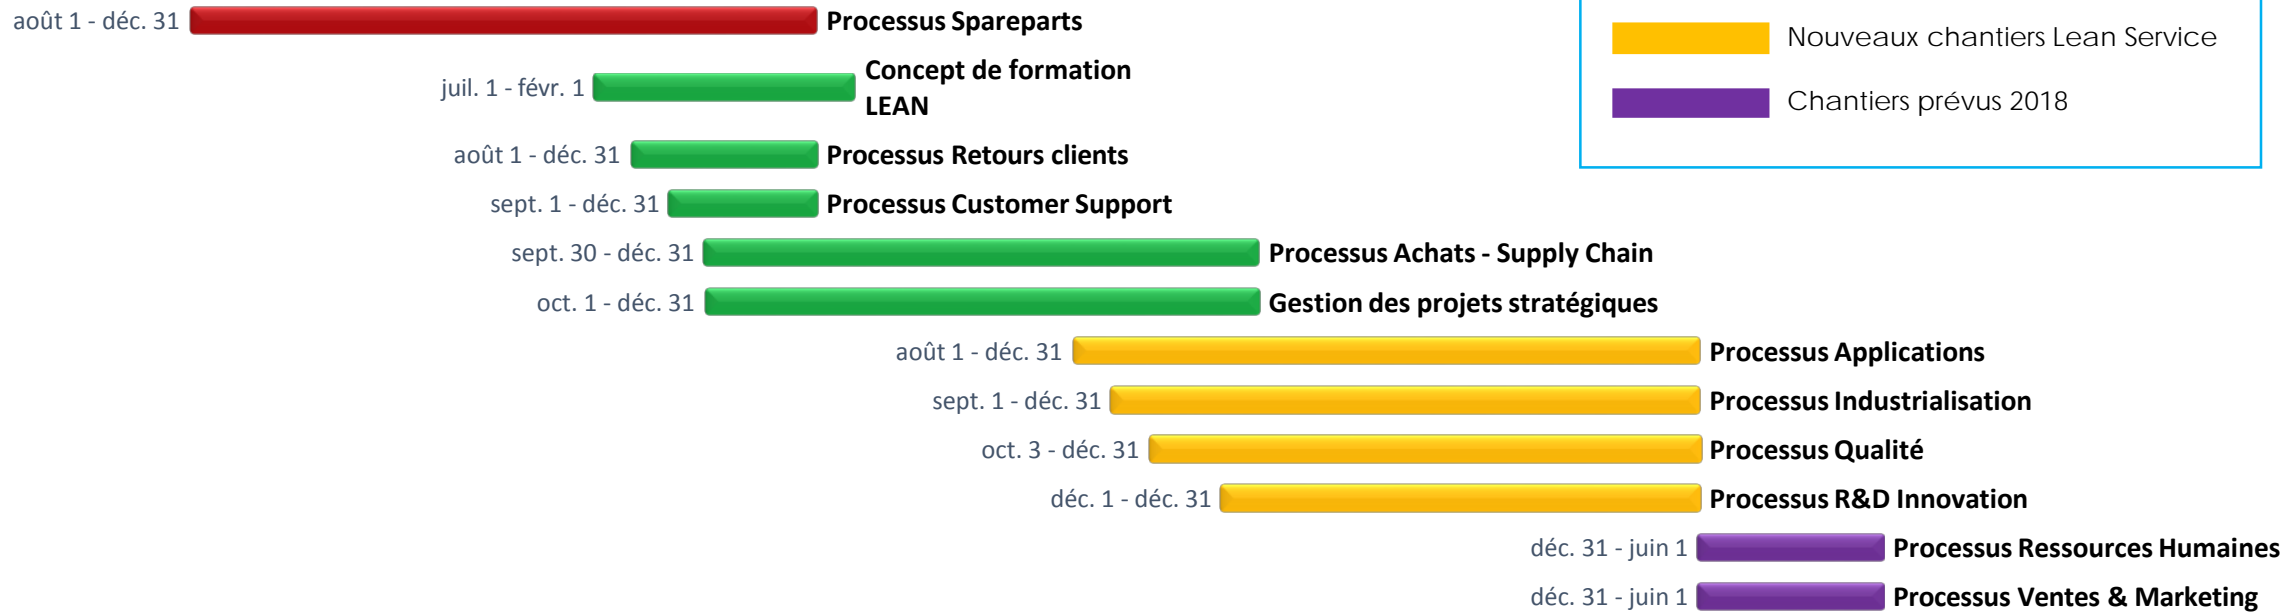 août 1 - déc. 31 Processus Spareparts
Nouveaux chantiers Lean Service
Chantiers prévus 2018
juil. 1 - févr. 1 Concept de formation
LEAN
août 1 - déc. 31 Processus Retours clients
sept. 1 - déc. 31 Processus Customer Support
sept. 30 - déc. 31 Processus Achats - Supply Chain
oct. 1 - déc. 31 Gestion des projets stratégiques
août 1 - déc. 31 Processus Applications
sept. 1 - déc. 31 Processus Industrialisation
oct. 3 - déc. 31 Processus Qualité
déc. 1 - déc. 31 Processus R&D Innovation
déc. 31 - juin 1 Processus Ressources Humaines
déc. 31 - juin 1 Processus Ventes & Marketing